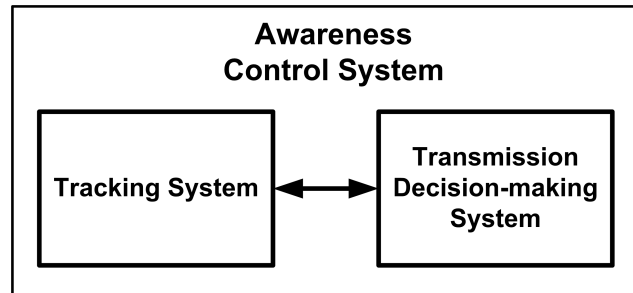 Awareness
Control System
Tracking System
Transmission
Decision-making
System